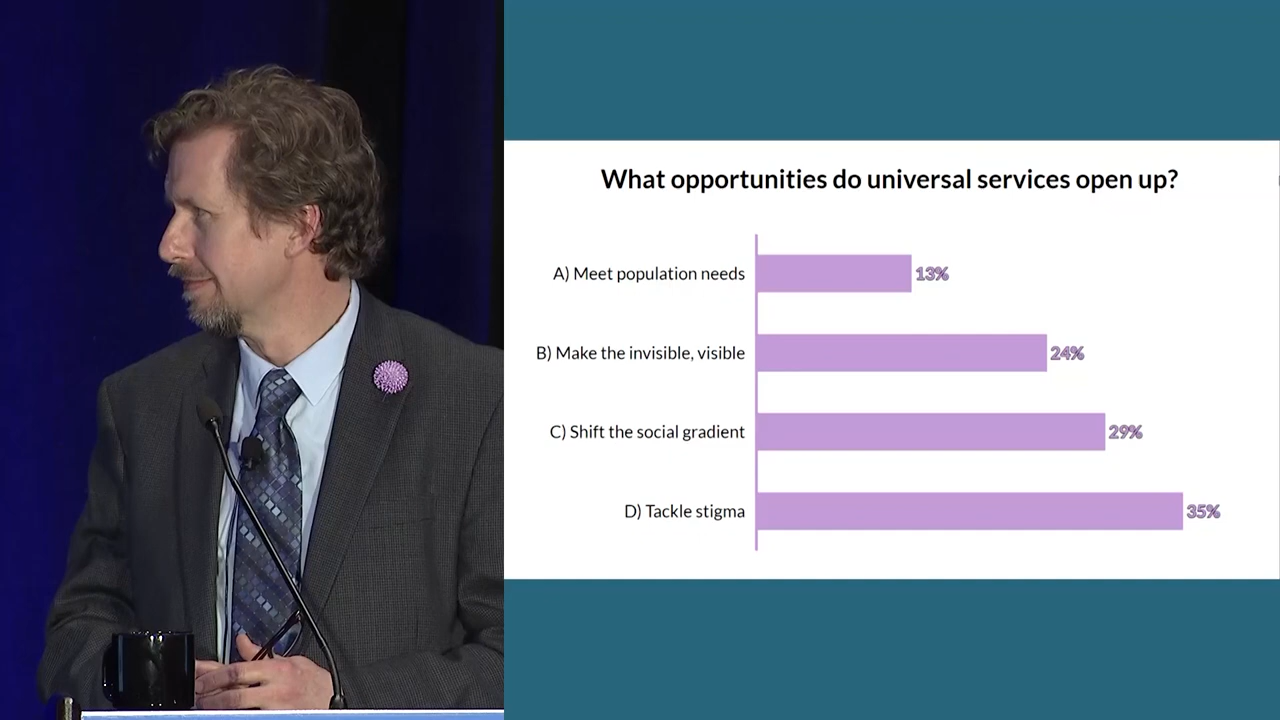 What opportunities do universal services open up?
A) Meet population needs 13%
B) Make the invisible, visible 24%
C) Shift the social gradient 29%
D) Tackle stigma 35%